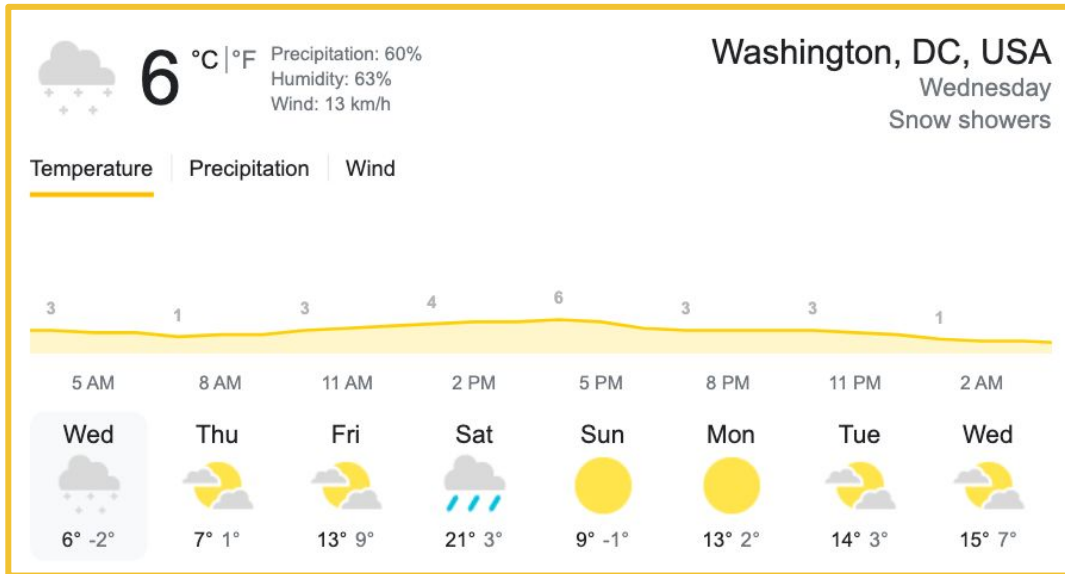 6 °C|°F
Precipitation: 60%
Humidity: 63%
Wind: 13 km/h
Washington, DC, USA
Wednesday
Snow showers
Temperature Precipitation Wind
3 1 3 4 6 3 3 1
5 AM 8 AM 11 AM 2 PM 5 PM 8 PM 11 PM 2 AM
Wed Thu Fri Sat Sun Mon Tue Wed
6° -2° 7° 1° 13° 9° 21° 3° 9° -1° 13° 2° 14° 3° 15° 7°